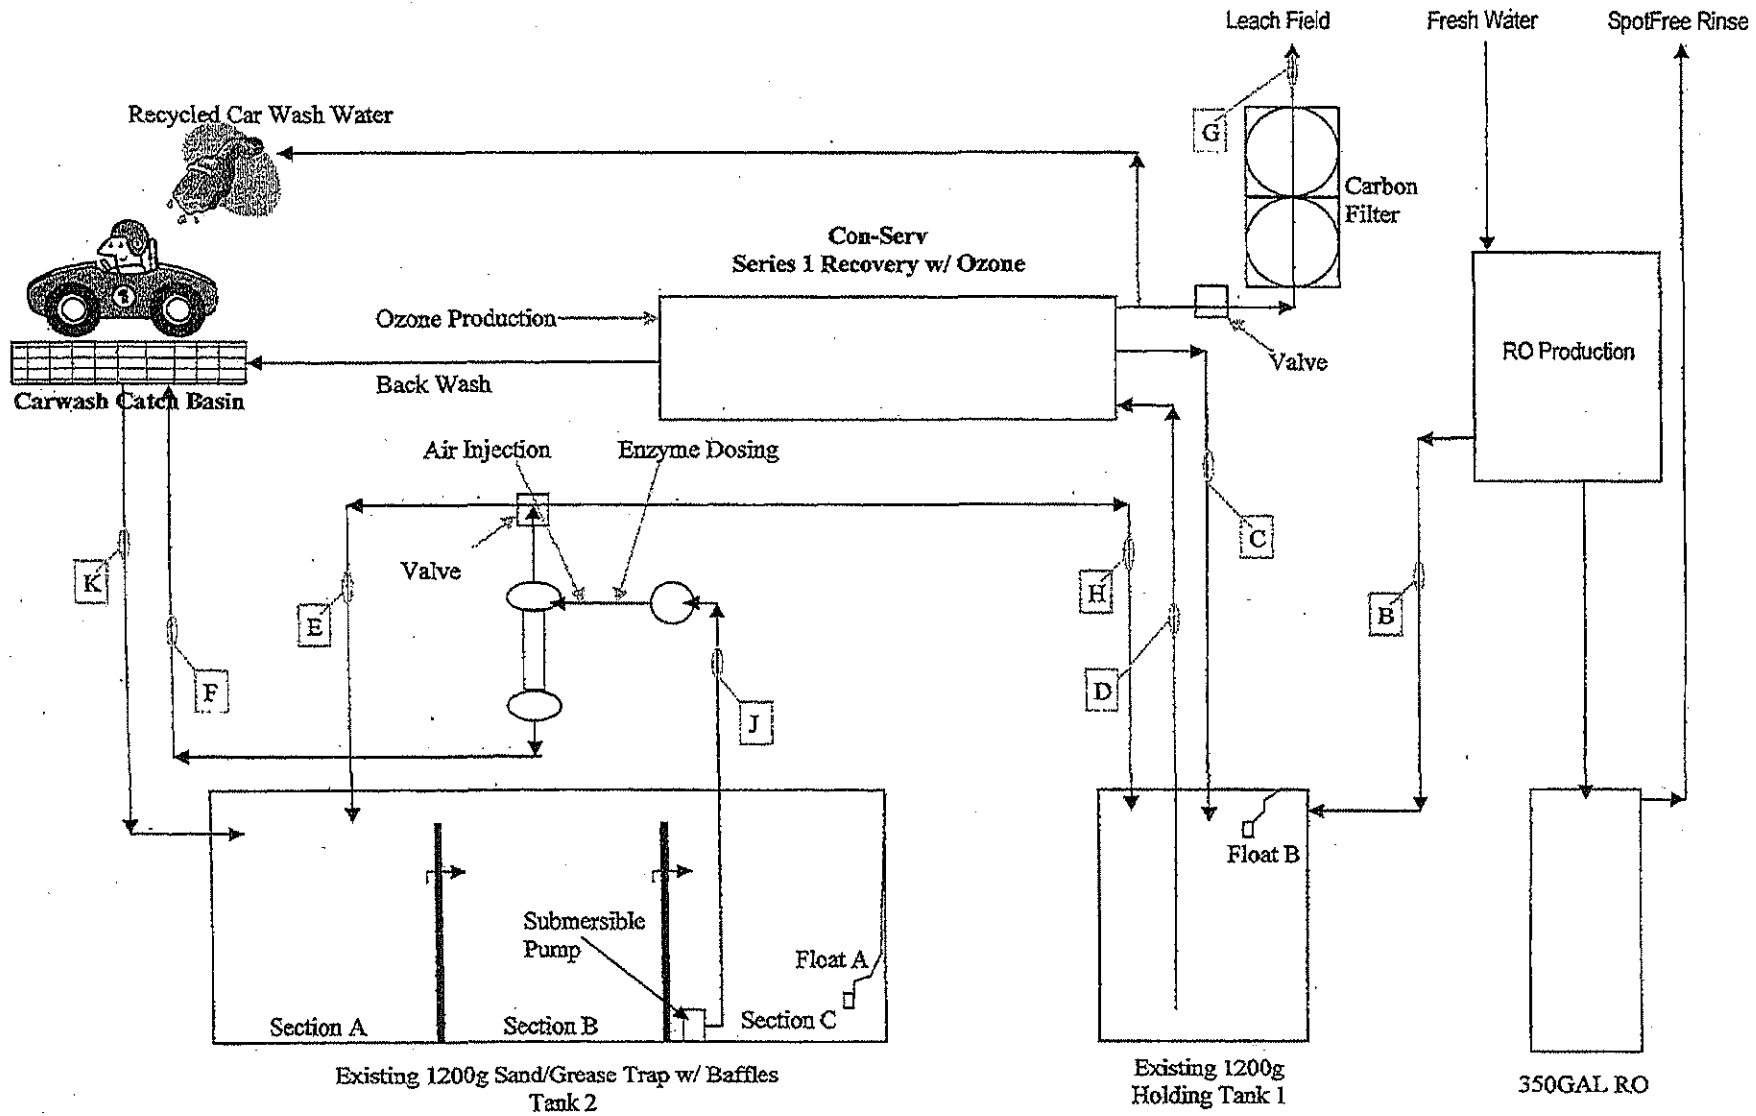 Leach Field
Fresh Water
SpotFree Rinse
Recycled Car Wash Water
G
Carbon
Filter
Con-Serv
Series 1 Recovery w/ Ozone
Ozone Production
Valve
RO Production
Back Wash
Carwash Catch Basin
Air Injection
Enzyme Dosing
C
Valve
K
H
B
E
D
F
J
Float B
Submersible
Pump
Float A
Section A
Section B
Section C
Existing 1200g Sand/Grease Trap w/ Baffles
Tank 2
Existing 1200g
Holding Tank 1
350GAL RO